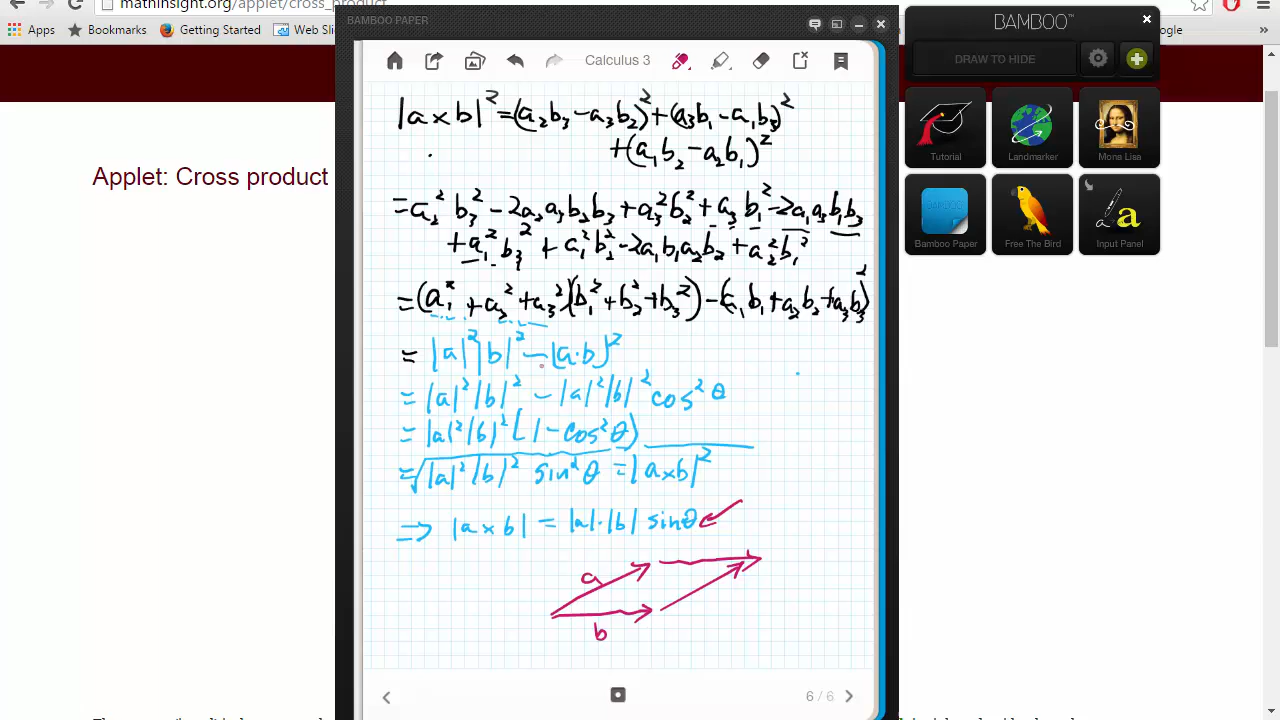 mathinsight.org/applet/cross_product
Apps Bookmarks Getting Started Web Slic
Applet: Cross product
BAMBOO PAPER
Calculus 3
|a×b|² = (a₂b₃ - a₃b₂)² + (a₃b₁ - a₁b₃)²
+ (a₁b₂ - a₂b₁)²
= a₂²b₃² - 2a₂a₃b₂b₃ + a₃²b₂² + a₃b₁² - 2a₁a₃b₁b₃
+ a₁²b₃² + a₁²b₂² - 2a₁b₁a₂b₂ + a₂²b₁²
= (a₁² + a₂² + a₃²)(b₁² + b₂² + b₃²) - (a₁b₁ + a₂b₂ + a₃b₃)²
= |a|²|b|² - (a·b)²
= |a|²|b|² - |a|²|b|² cos²θ
= |a|²|b|² (1 - cos²θ)
= √|a|²|b|² sin²θ = |a×b|²
⇒ |a×b| = |a|·|b| sinθ
a
b
6 / 6
BAMBOO™
DRAW TO HIDE
Tutorial
Landmarker
Mona Lisa
Bamboo Paper
Free The Bird
Input Panel